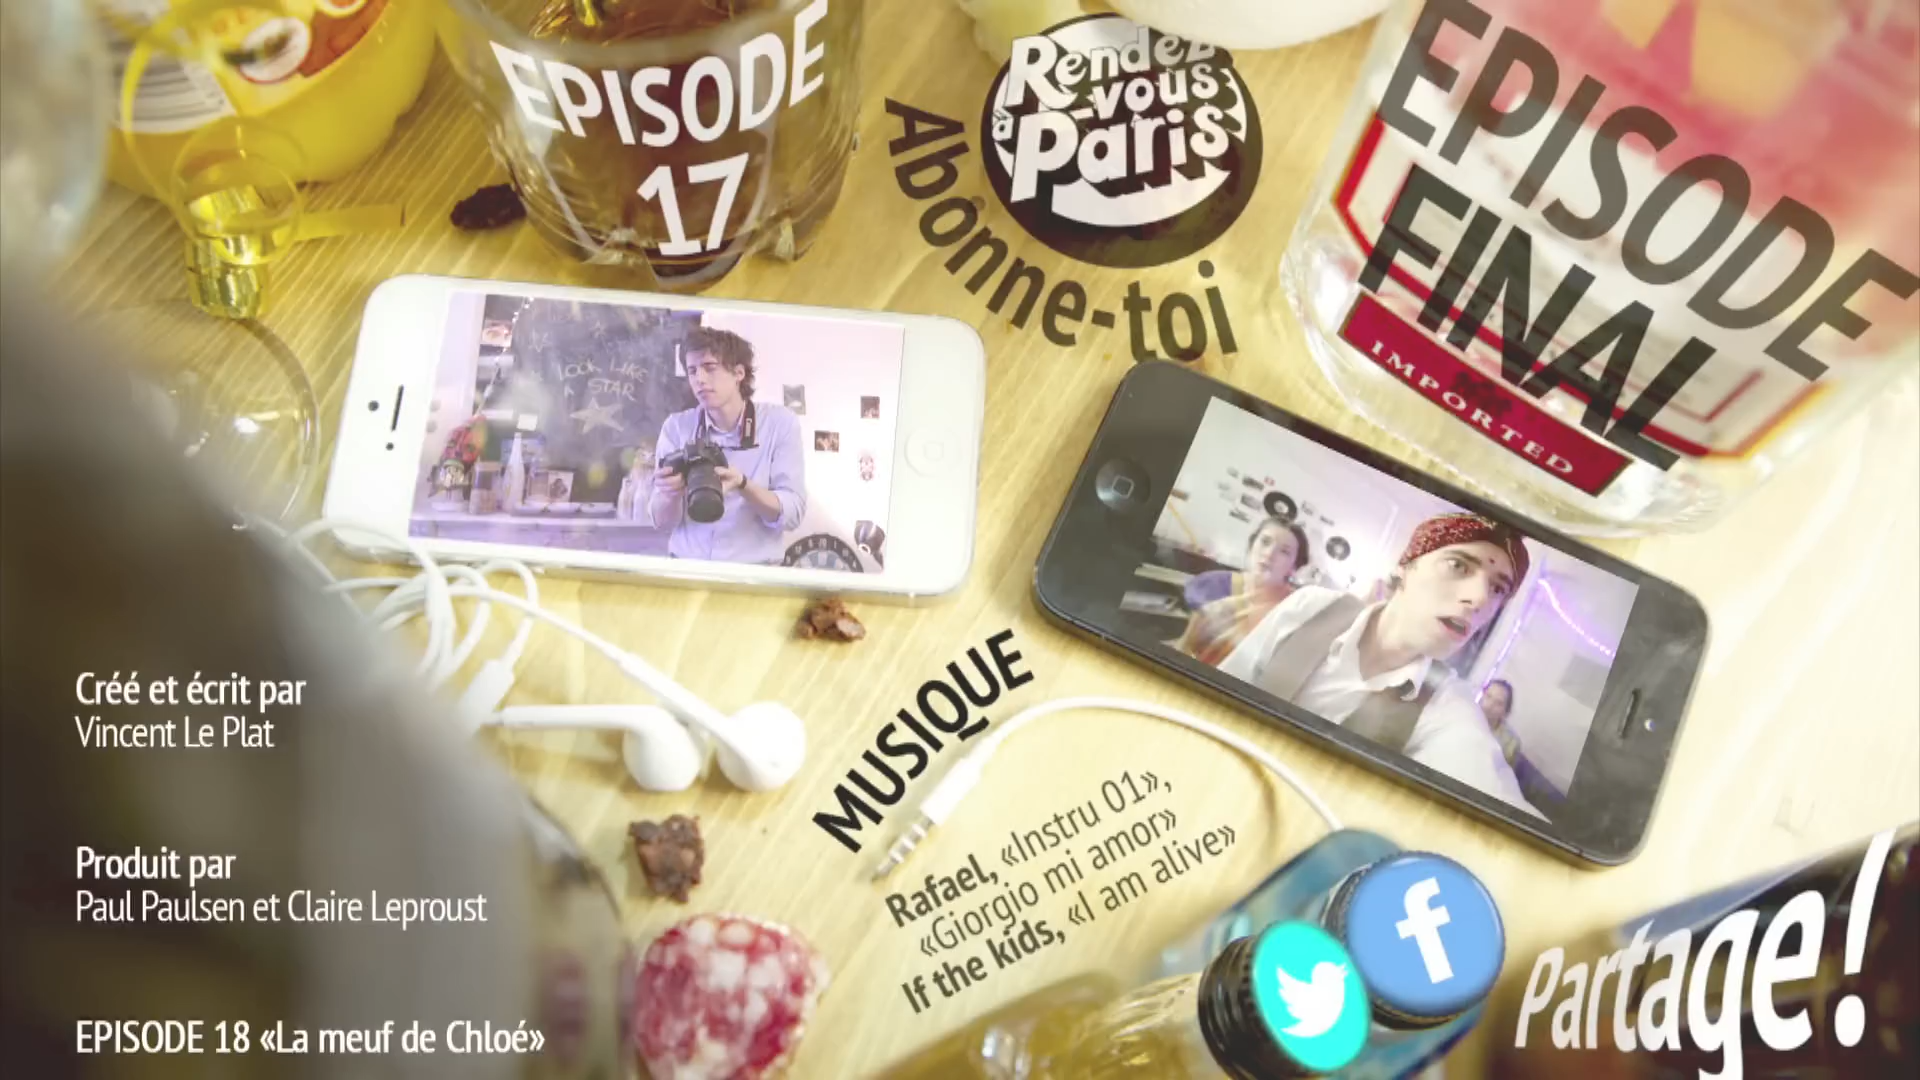 EPISODE
17
Rendez
-vous
à
Paris
Abonne-toi
EPISODE
FINAL
IMPORTED
LOOK LIKE
A STAR
Canon
MUSIQUE
Rafael, «Instru 01»,
«Giorgio mi amor»
If the kids, «I am alive»
Créé et écrit par
Vincent Le Plat
Produit par
Paul Paulsen et Claire Leproust
EPISODE 18 «La meuf de Chloé»
f
Partage!